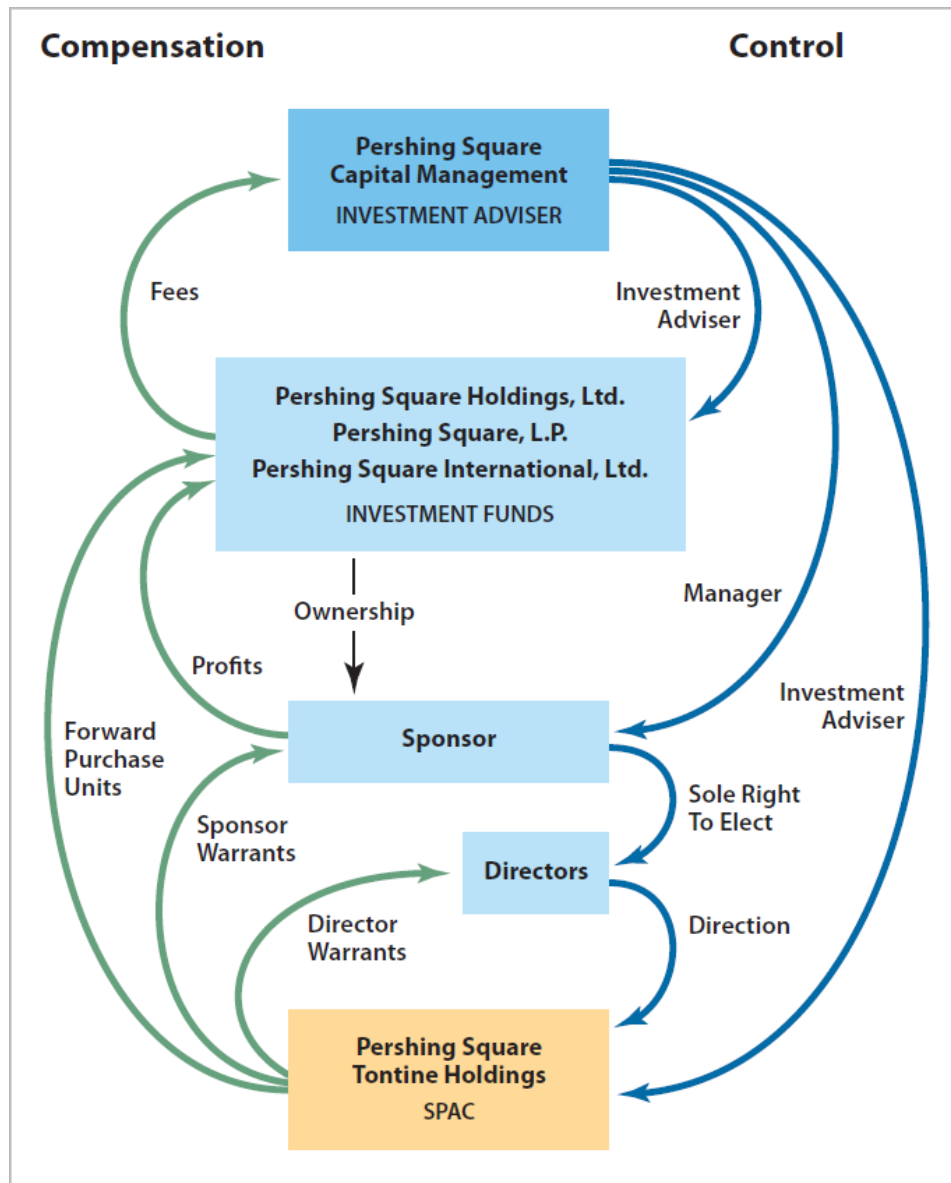 Compensation
Control
Pershing Square
Capital Management
INVESTMENT ADVISER
Fees
Investment
Adviser
Pershing Square Holdings, Ltd.
Pershing Square, L.P.
Pershing Square International, Ltd.
INVESTMENT FUNDS
Ownership
Manager
Profits
Investment
Adviser
Forward
Purchase
Units
Sponsor
Sponsor
Warrants
Sole Right
To Elect
Directors
Director
Warrants
Direction
Pershing Square
Tontine Holdings
SPAC